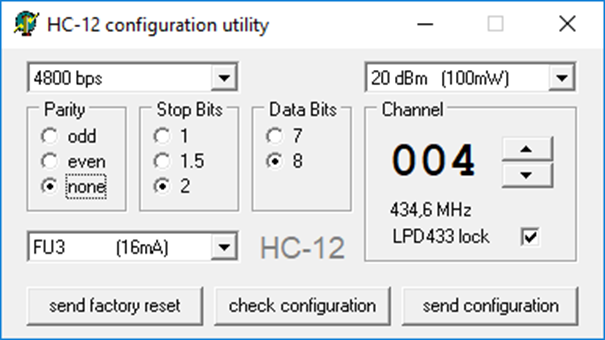 HC-12 configuration utility
4800 bps
20 dBm (100mW)
Parity
odd
even
none
Stop Bits
1
1.5
2
Data Bits
7
8
Channel
004
434,6 MHz
LPD433 lock
FU3 (16mA)
HC-12
send factory reset
check configuration
send configuration